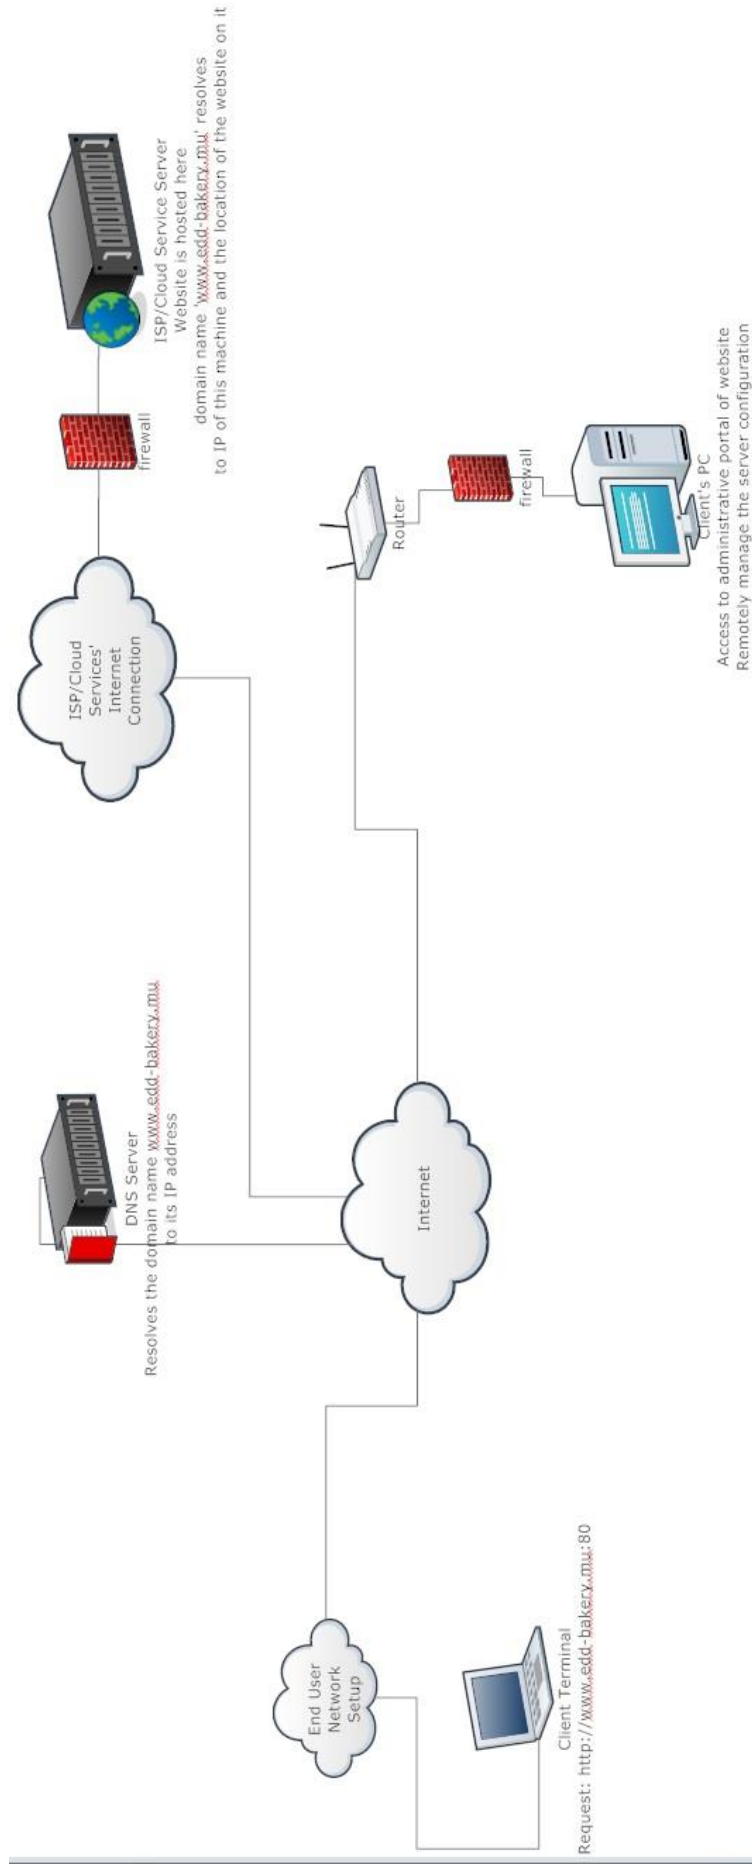 ISP/Cloud Service Server
Website is hosted here
domain name 'www.edd-bakery.mu' resolves
to IP of this machine and the location of the website on it
firewall
ISP/Cloud
Services'
Internet
Connection
DNS Server
Resolves the domain name www.edd-bakery.mu
to its IP address
Router
firewall
Client's PC
Access to administrative portal of website
Remotely manage the server configuration
Internet
End User
Network
Setup
Client Terminal
Request: http://www.edd-bakery.mu:80